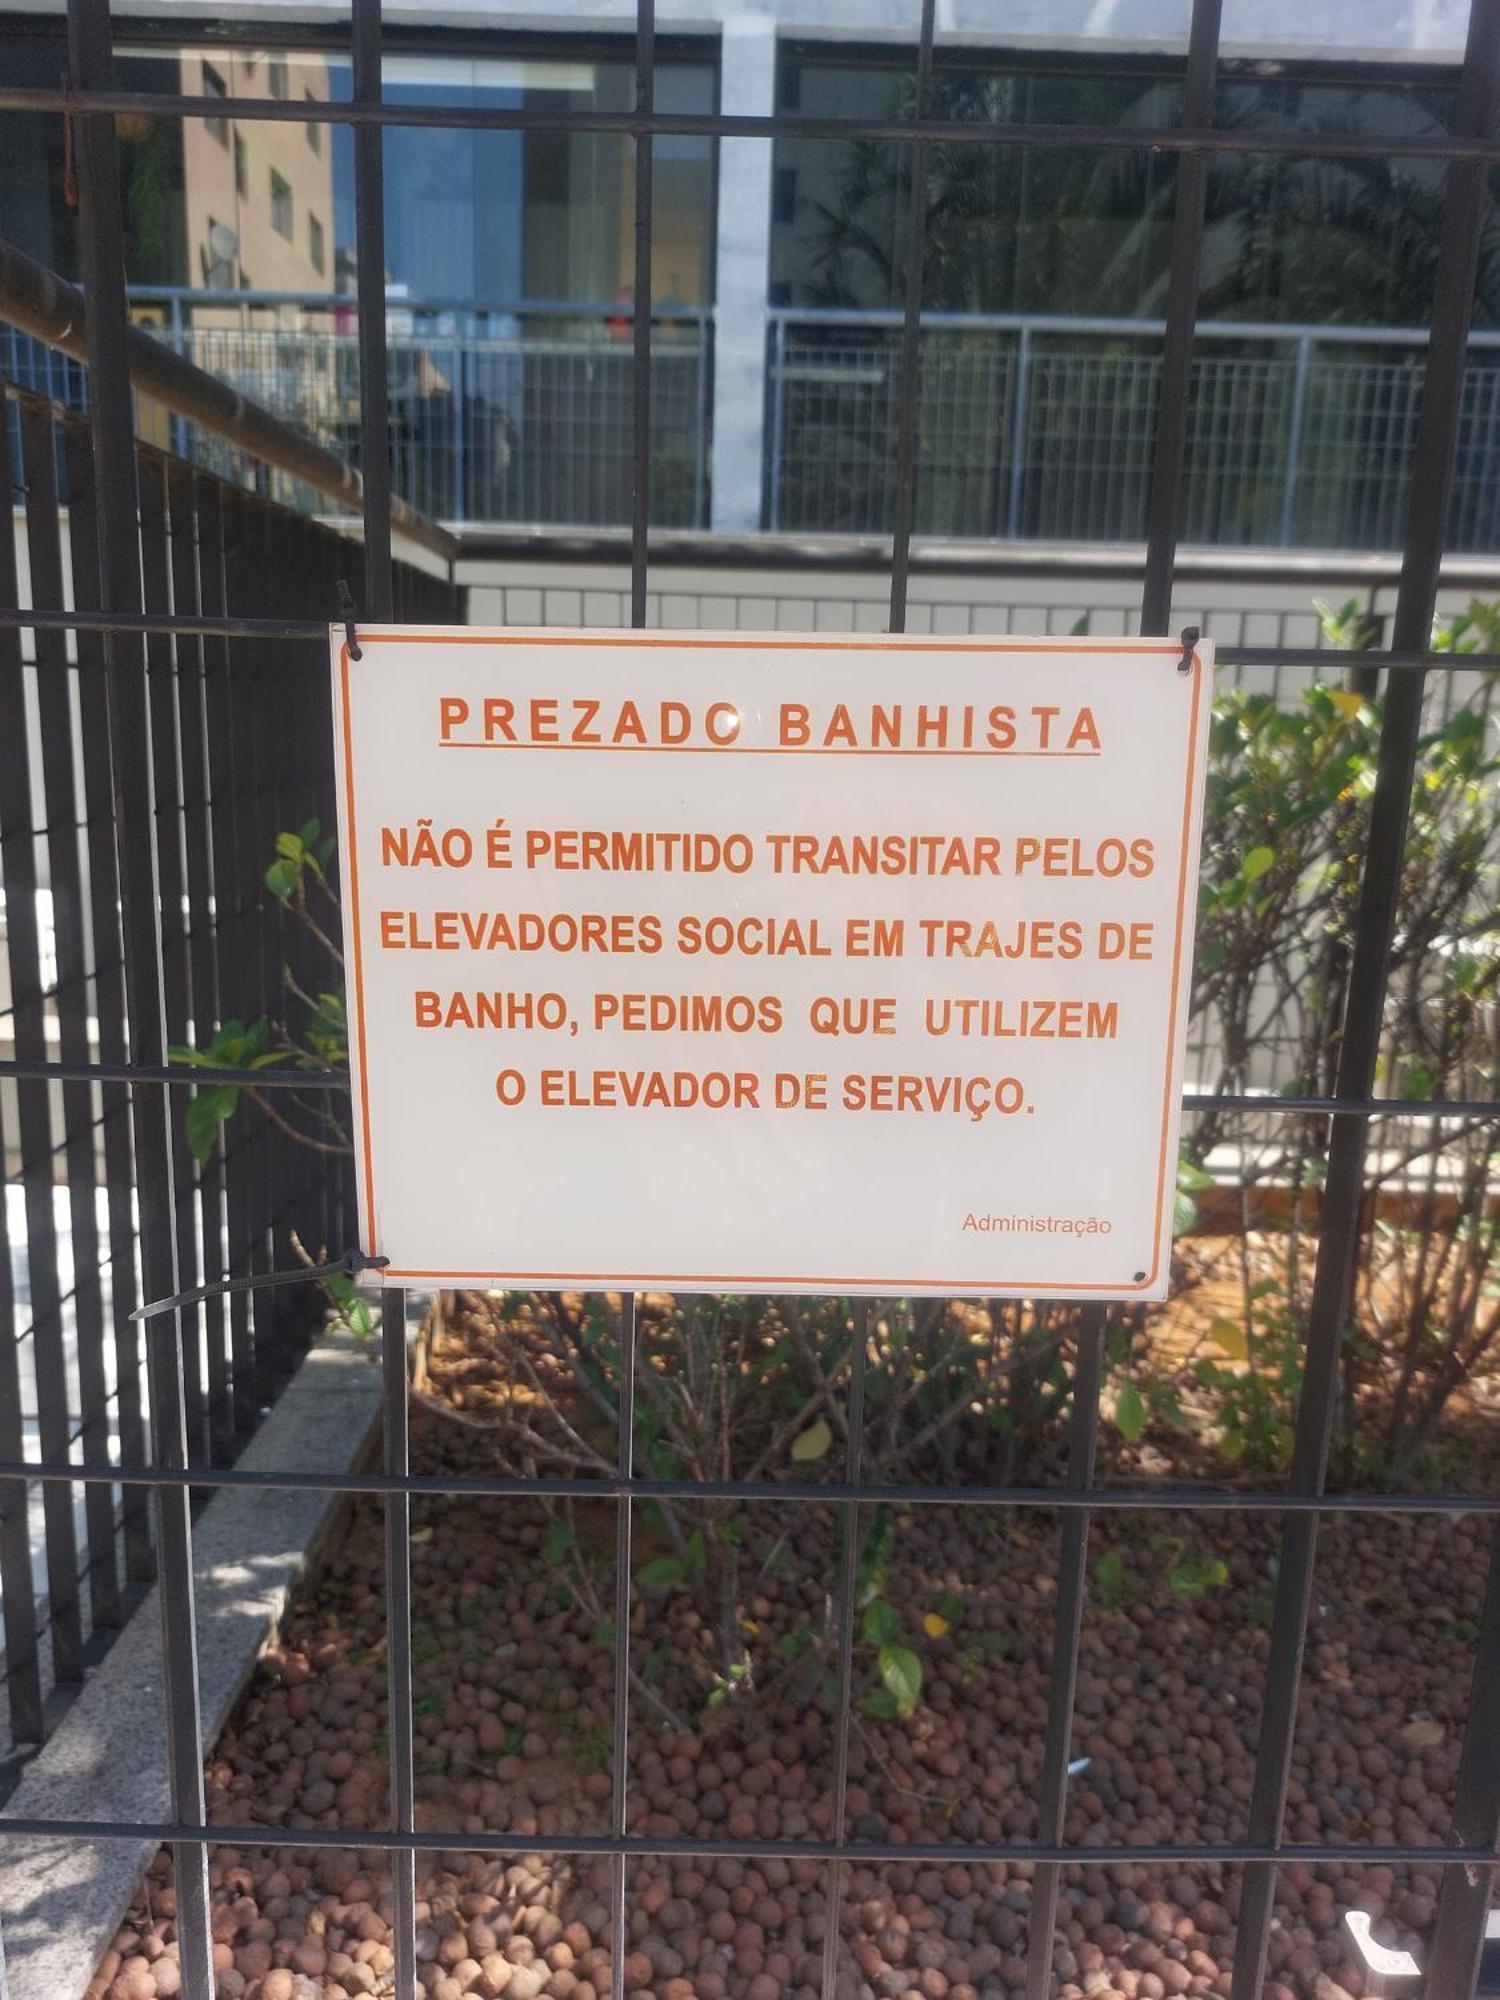 PREZADO BANHISTA
NÃO É PERMITIDO TRANSITAR PELOS
ELEVADORES SOCIAL EM TRAJES DE
BANHO, PEDIMOS QUE UTILIZEM
O ELEVADOR DE SERVIÇO.
Administração